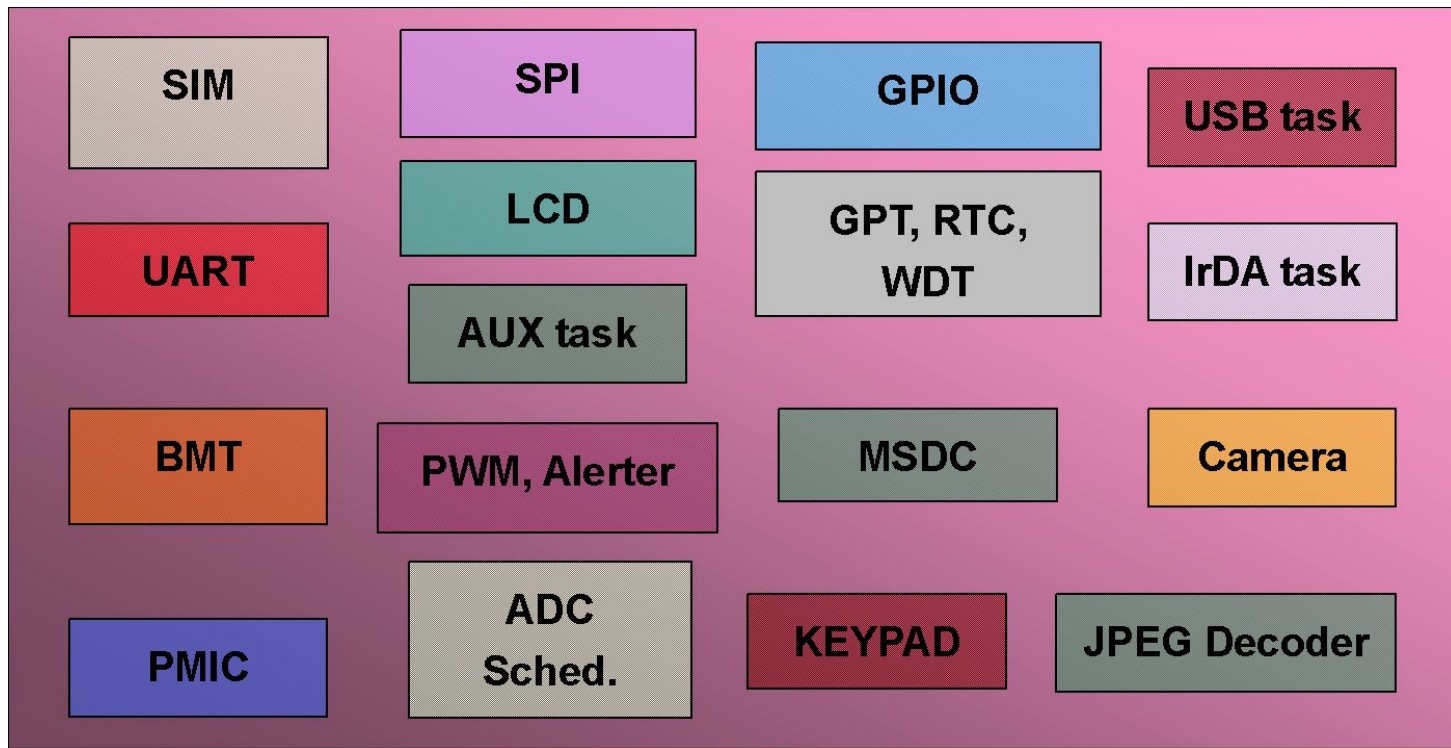 SIM
SPI
GPIO
USB task
LCD
GPT, RTC,
WDT
UART
IrDA task
AUX task
BMT
PWM, Alerter
MSDC
Camera
ADC
Sched.
KEYPAD
JPEG Decoder
PMIC